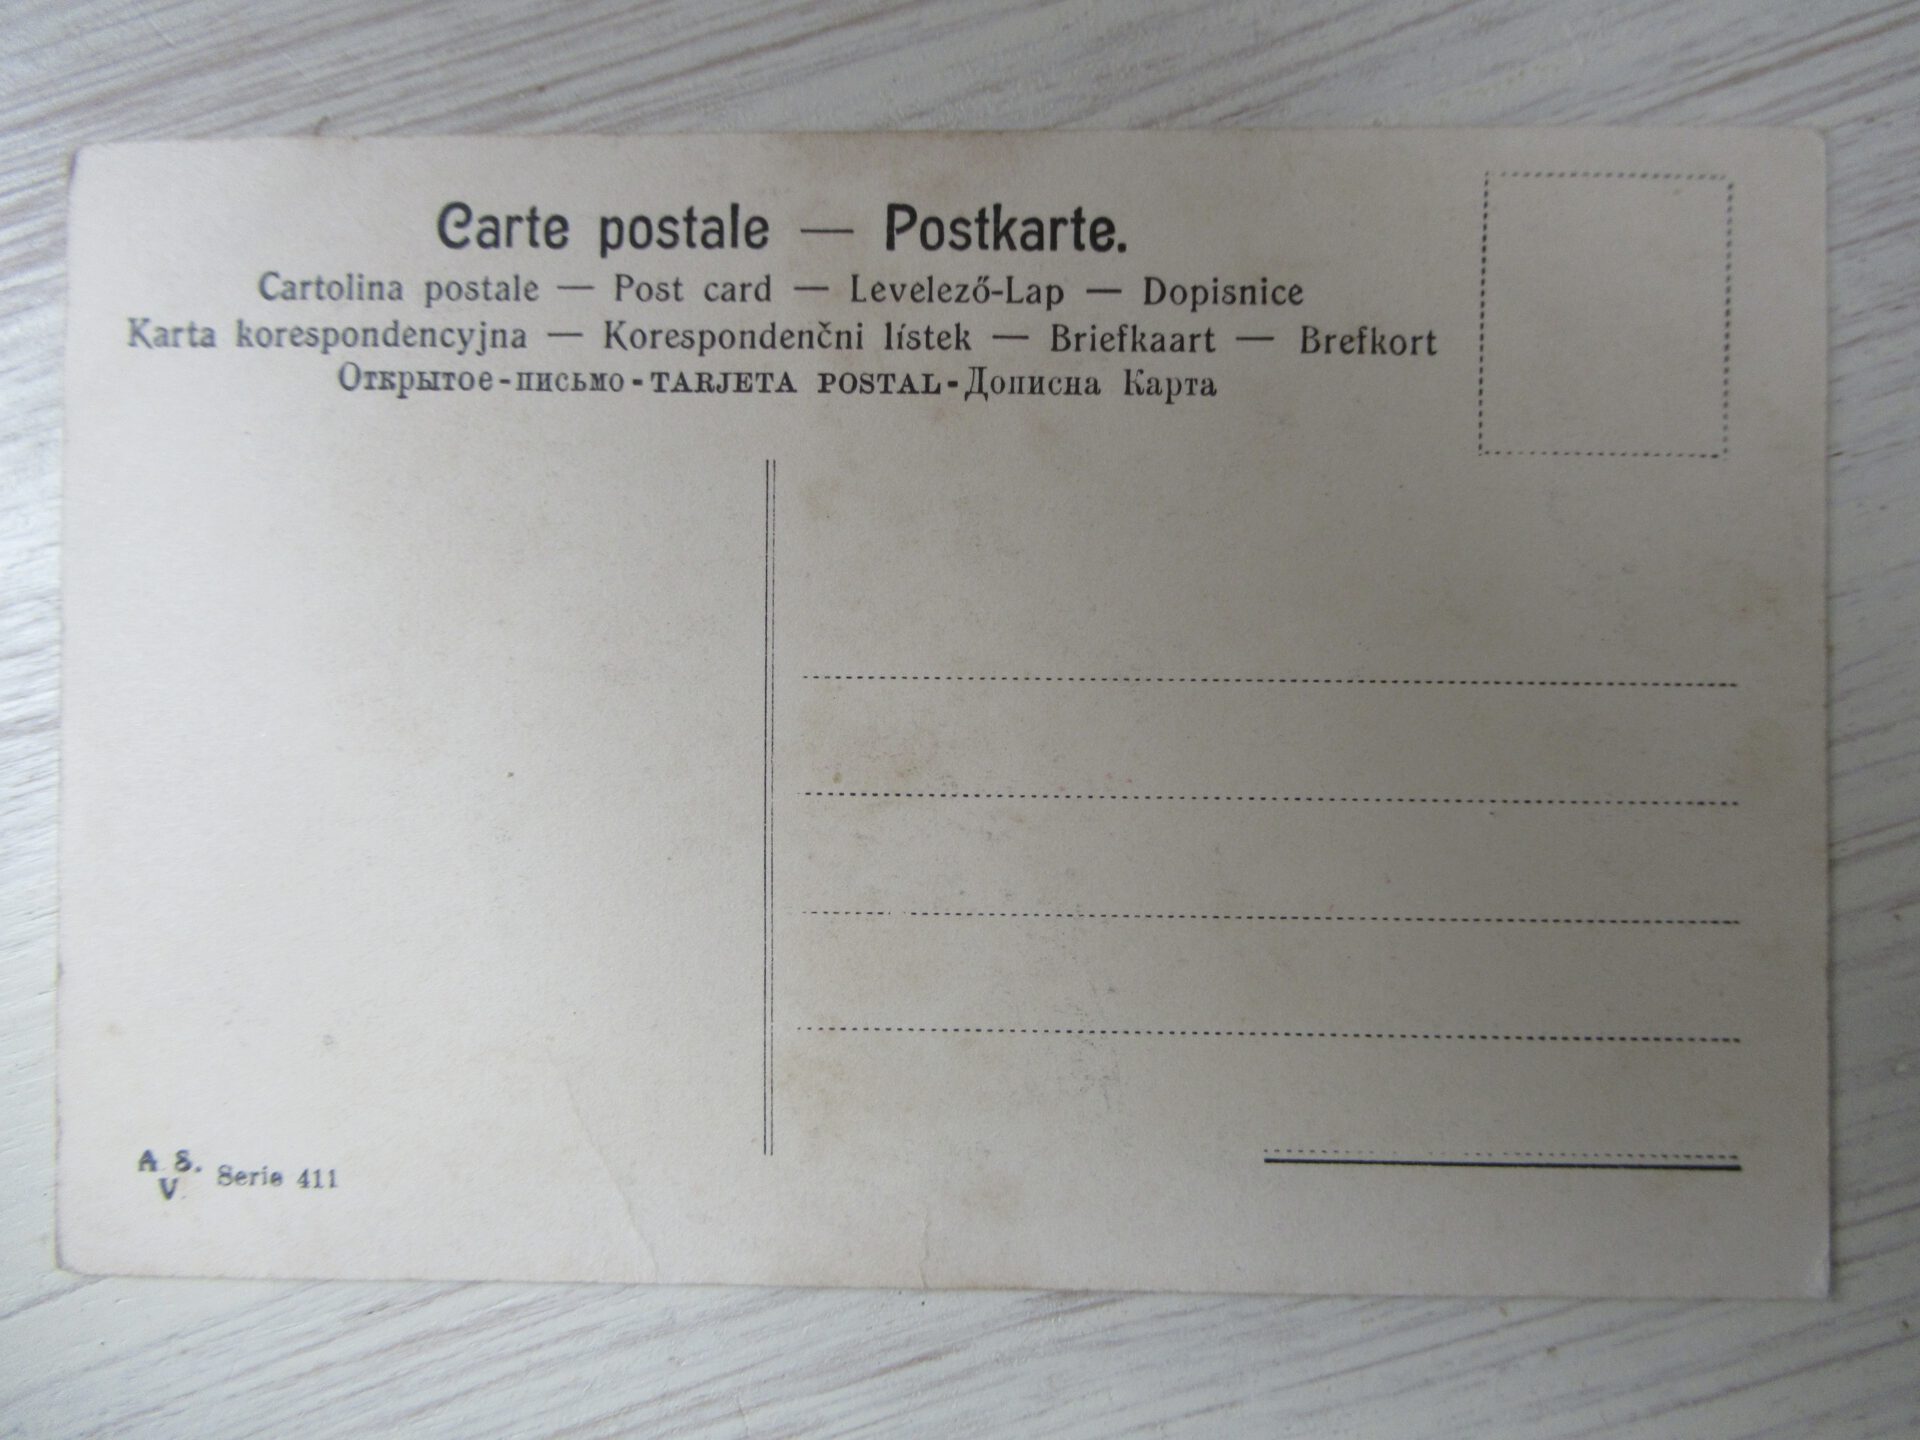 Carte postale — Postkarte.
Cartolina postale — Post card — Levelező-Lap — Dopisnice
Karta korespondencyjna — Korespondenčni lístek — Briefkaart — Brefkort
Открытое-письмо-TARJETA POSTAL-Дописна Карта
A S.
V.
Serie 411